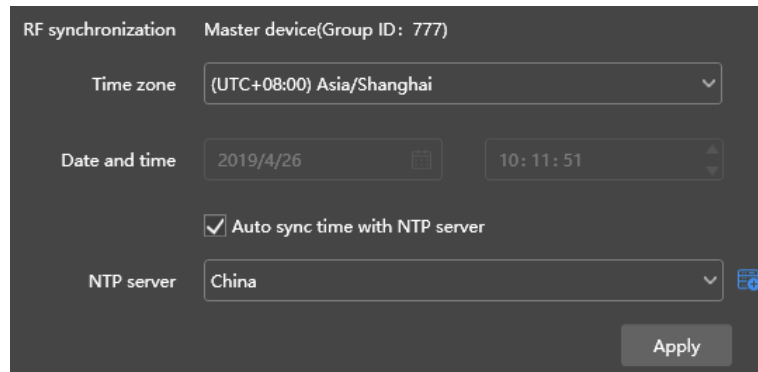 RF synchronization Master device(Group ID: 777)
Time zone (UTC+08:00) Asia/Shanghai
Date and time 2019/4/26 10:11:51
Auto sync time with NTP server
NTP server China
Apply